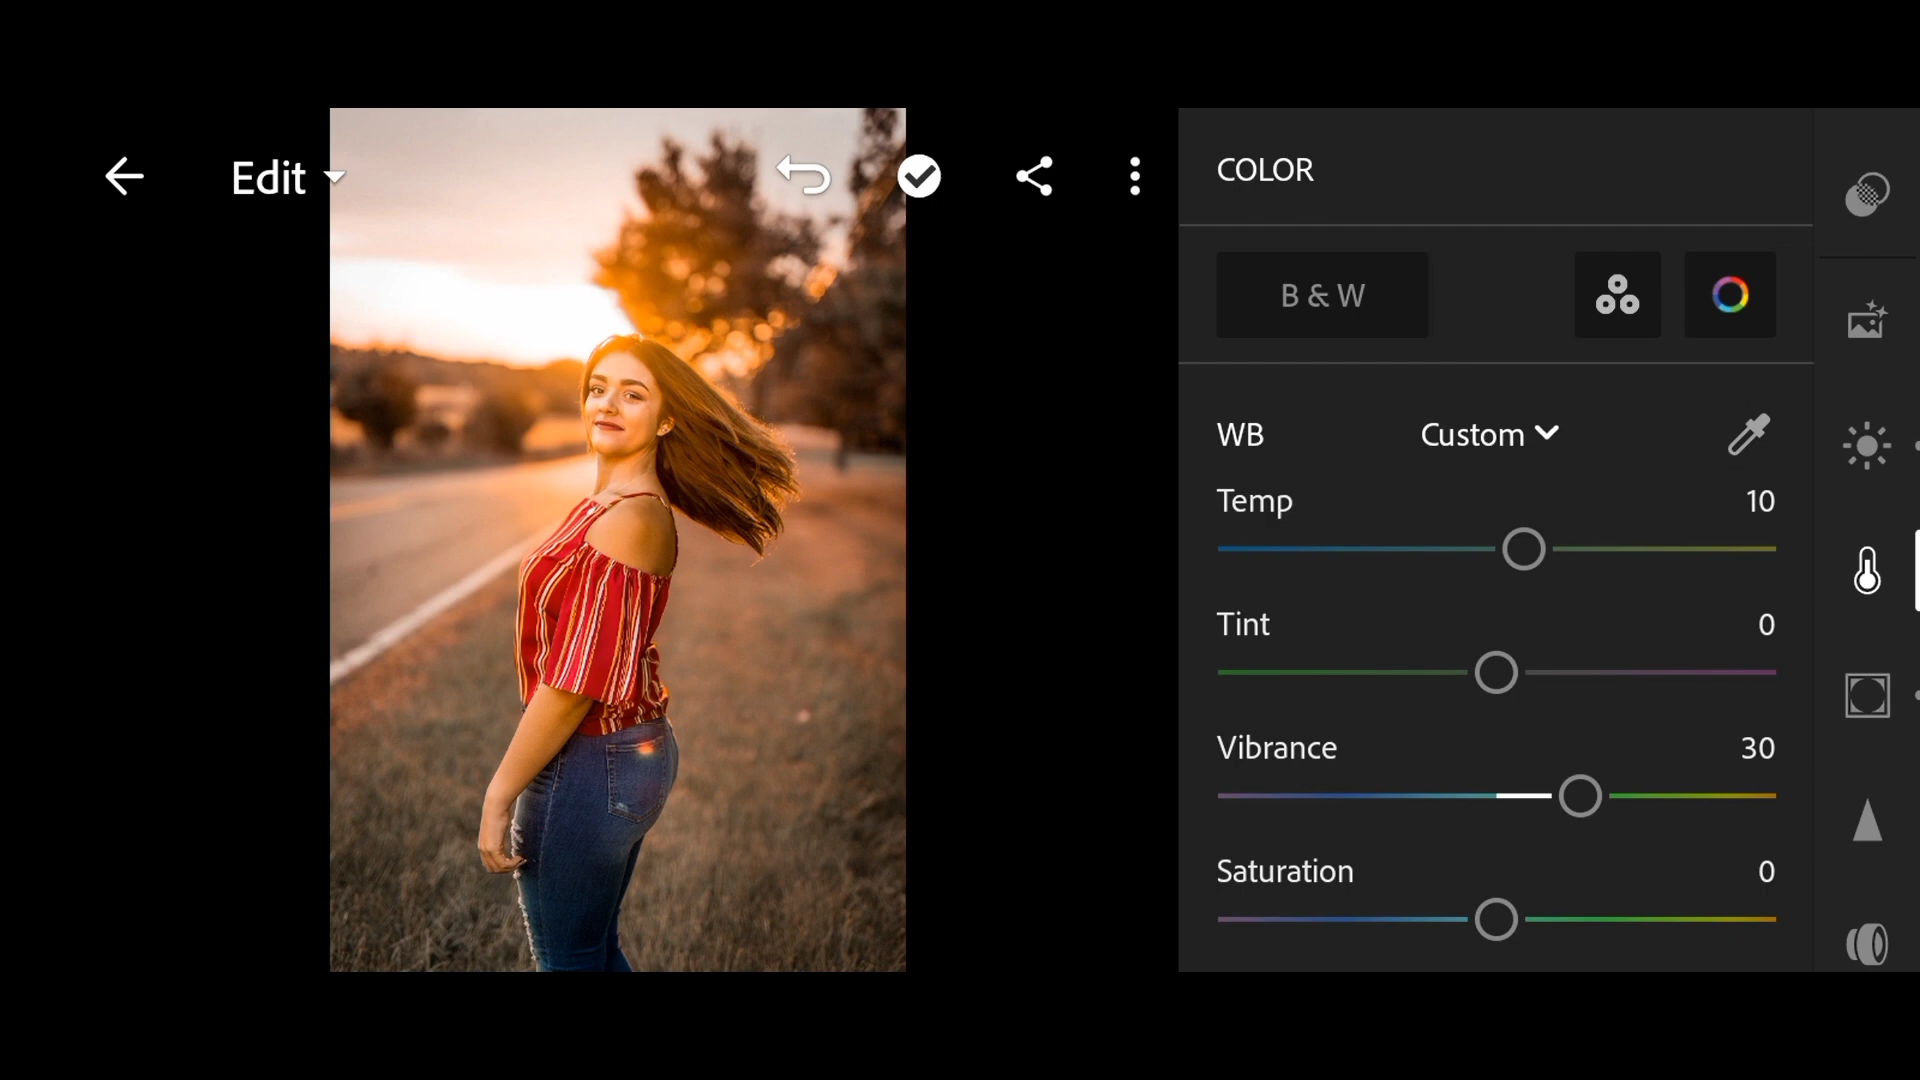 Edit
COLOR
B & W
WB Custom
Temp 10
Tint 0
Vibrance 30
Saturation 0